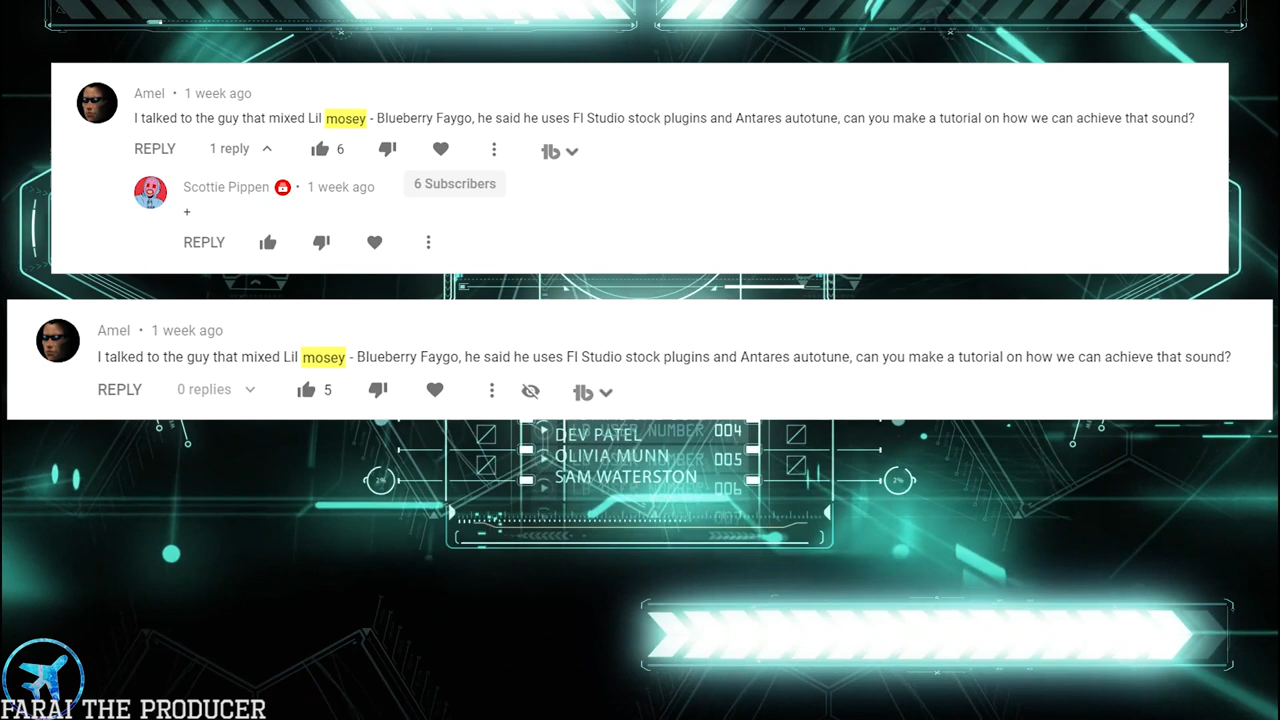 Amel • 1 week ago
I talked to the guy that mixed Lil mosey - Blueberry Faygo, he said he uses Fl Studio stock plugins and Antares autotune, can you make a tutorial on how we can achieve that sound?
REPLY 1 reply 6
Scottie Pippen • 1 week ago 6 Subscribers
+
REPLY
Amel • 1 week ago
I talked to the guy that mixed Lil mosey - Blueberry Faygo, he said he uses Fl Studio stock plugins and Antares autotune, can you make a tutorial on how we can achieve that sound?
REPLY 0 replies 5
DEV PATEL 004
OLIVIA MUNN 005
SAM WATERSTON 006
2% 2%
FARAI THE PRODUCER